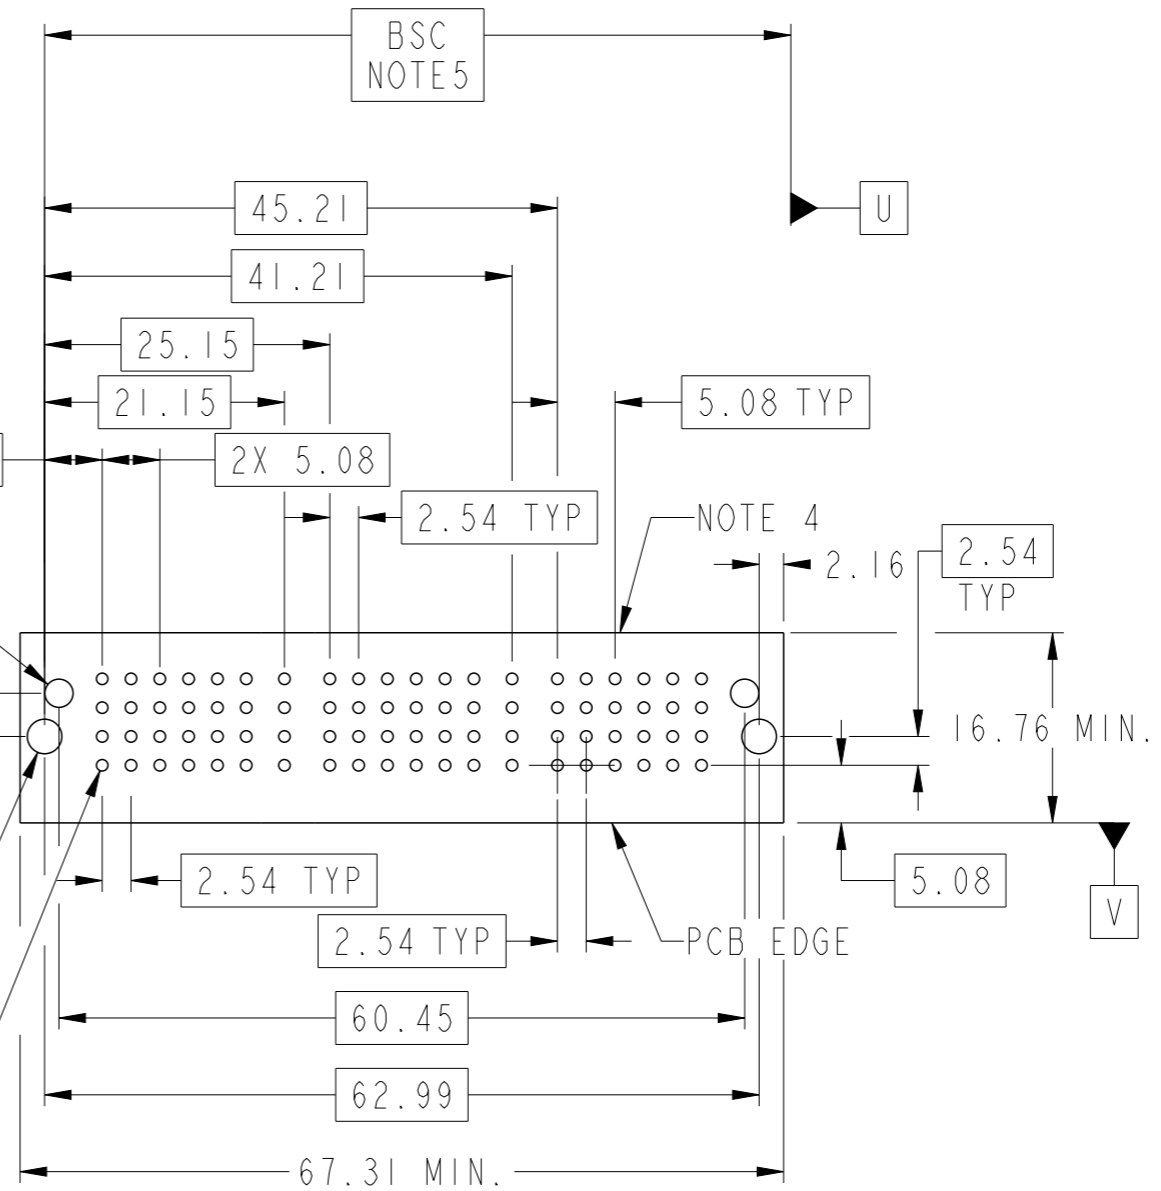 BSC
NOTE5
45.21
U
41.21
25.15
21.15
5.08 TYP
2X 5.08
2.54 TYP
NOTE 4
2.16
2.54
TYP
16.76 MIN.
2.54 TYP
5.08
V
2.54 TYP
PCB EDGE
60.45
62.99
67.31 MIN.